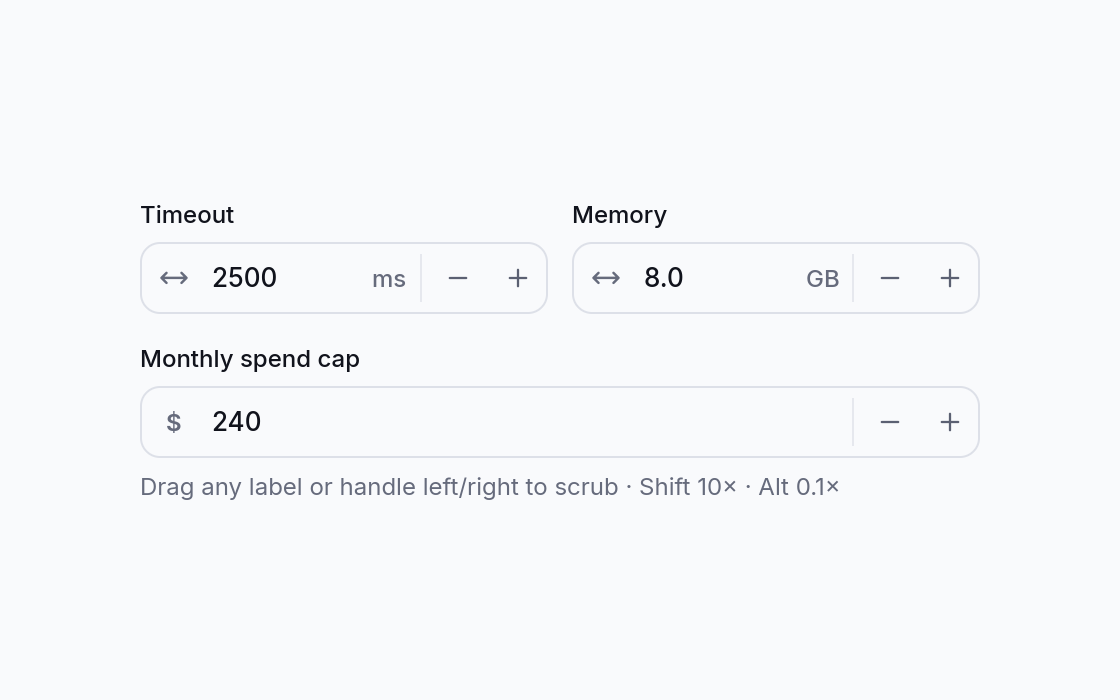 Timeout
2500 ms
Memory
8.0 GB
Monthly spend cap
$ 240
Drag any label or handle left/right to scrub · Shift 10× · Alt 0.1×